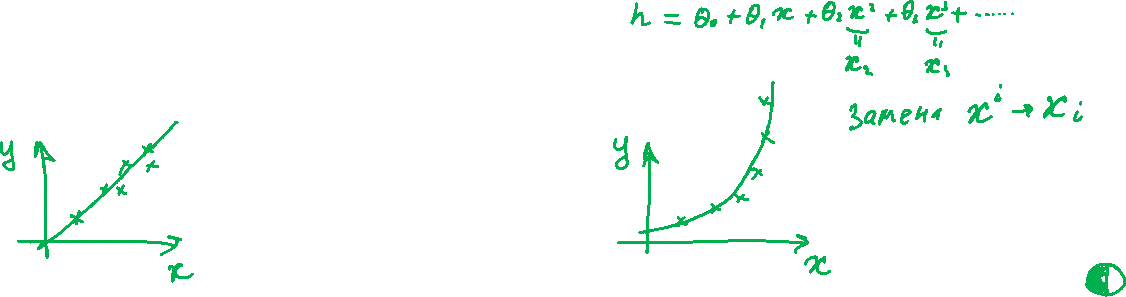 h = θ₀ + θ₁x + θ₂x² + θ₃x³ + ......
x₂ x₃
замена xⁱ → xᵢ
y x
y x